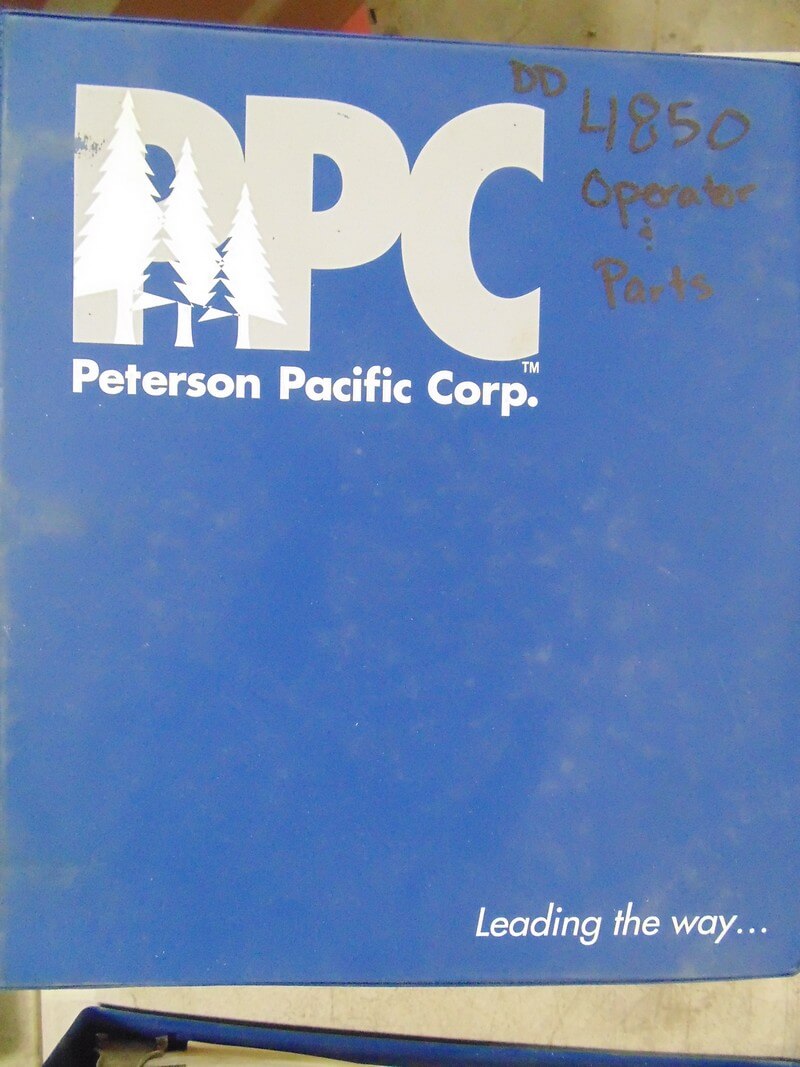 PPC
TM
Peterson Pacific Corp.
DD 4850
Operator
&
Parts
Leading the way...